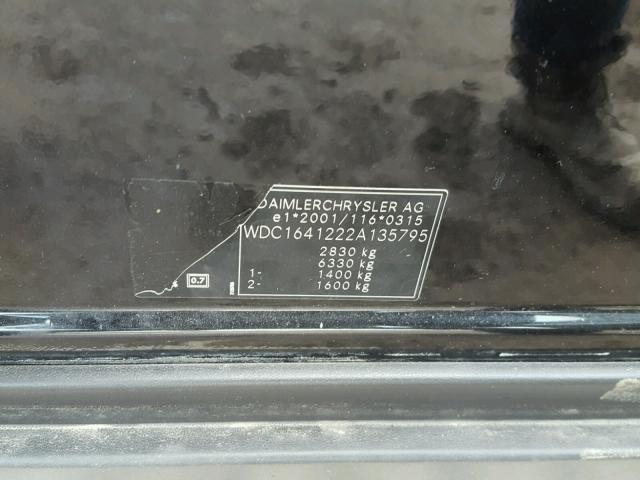 DAIMLERCHRYSLER AG
e1*2001/116*0315
WDC1641222A135795
2830 kg
6330 kg
1- 1400 kg
2- 1600 kg
0.7